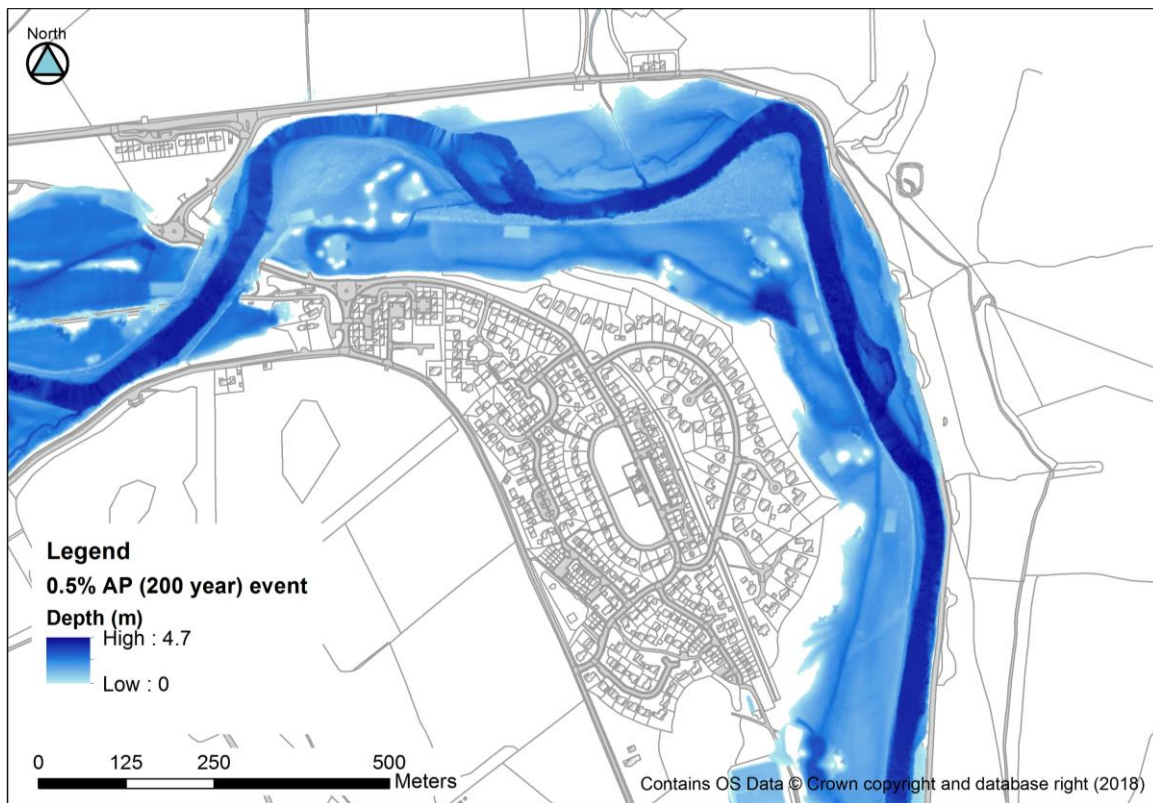 North
Legend
0.5% AP (200 year) event
Depth (m)
High : 4.7
Low : 0
0 125 250 500
Meters
Contains OS Data © Crown copyright and database right (2018)